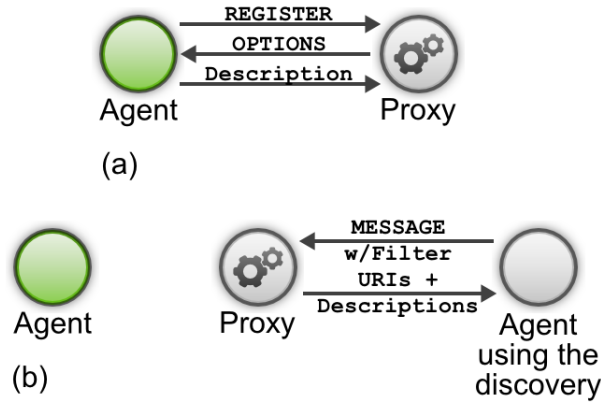 REGISTER
OPTIONS
Description
Agent
Proxy
(a)
MESSAGE
w/Filter
URIs +
Descriptions
Agent
Proxy
Agent
using the
discovery
(b)